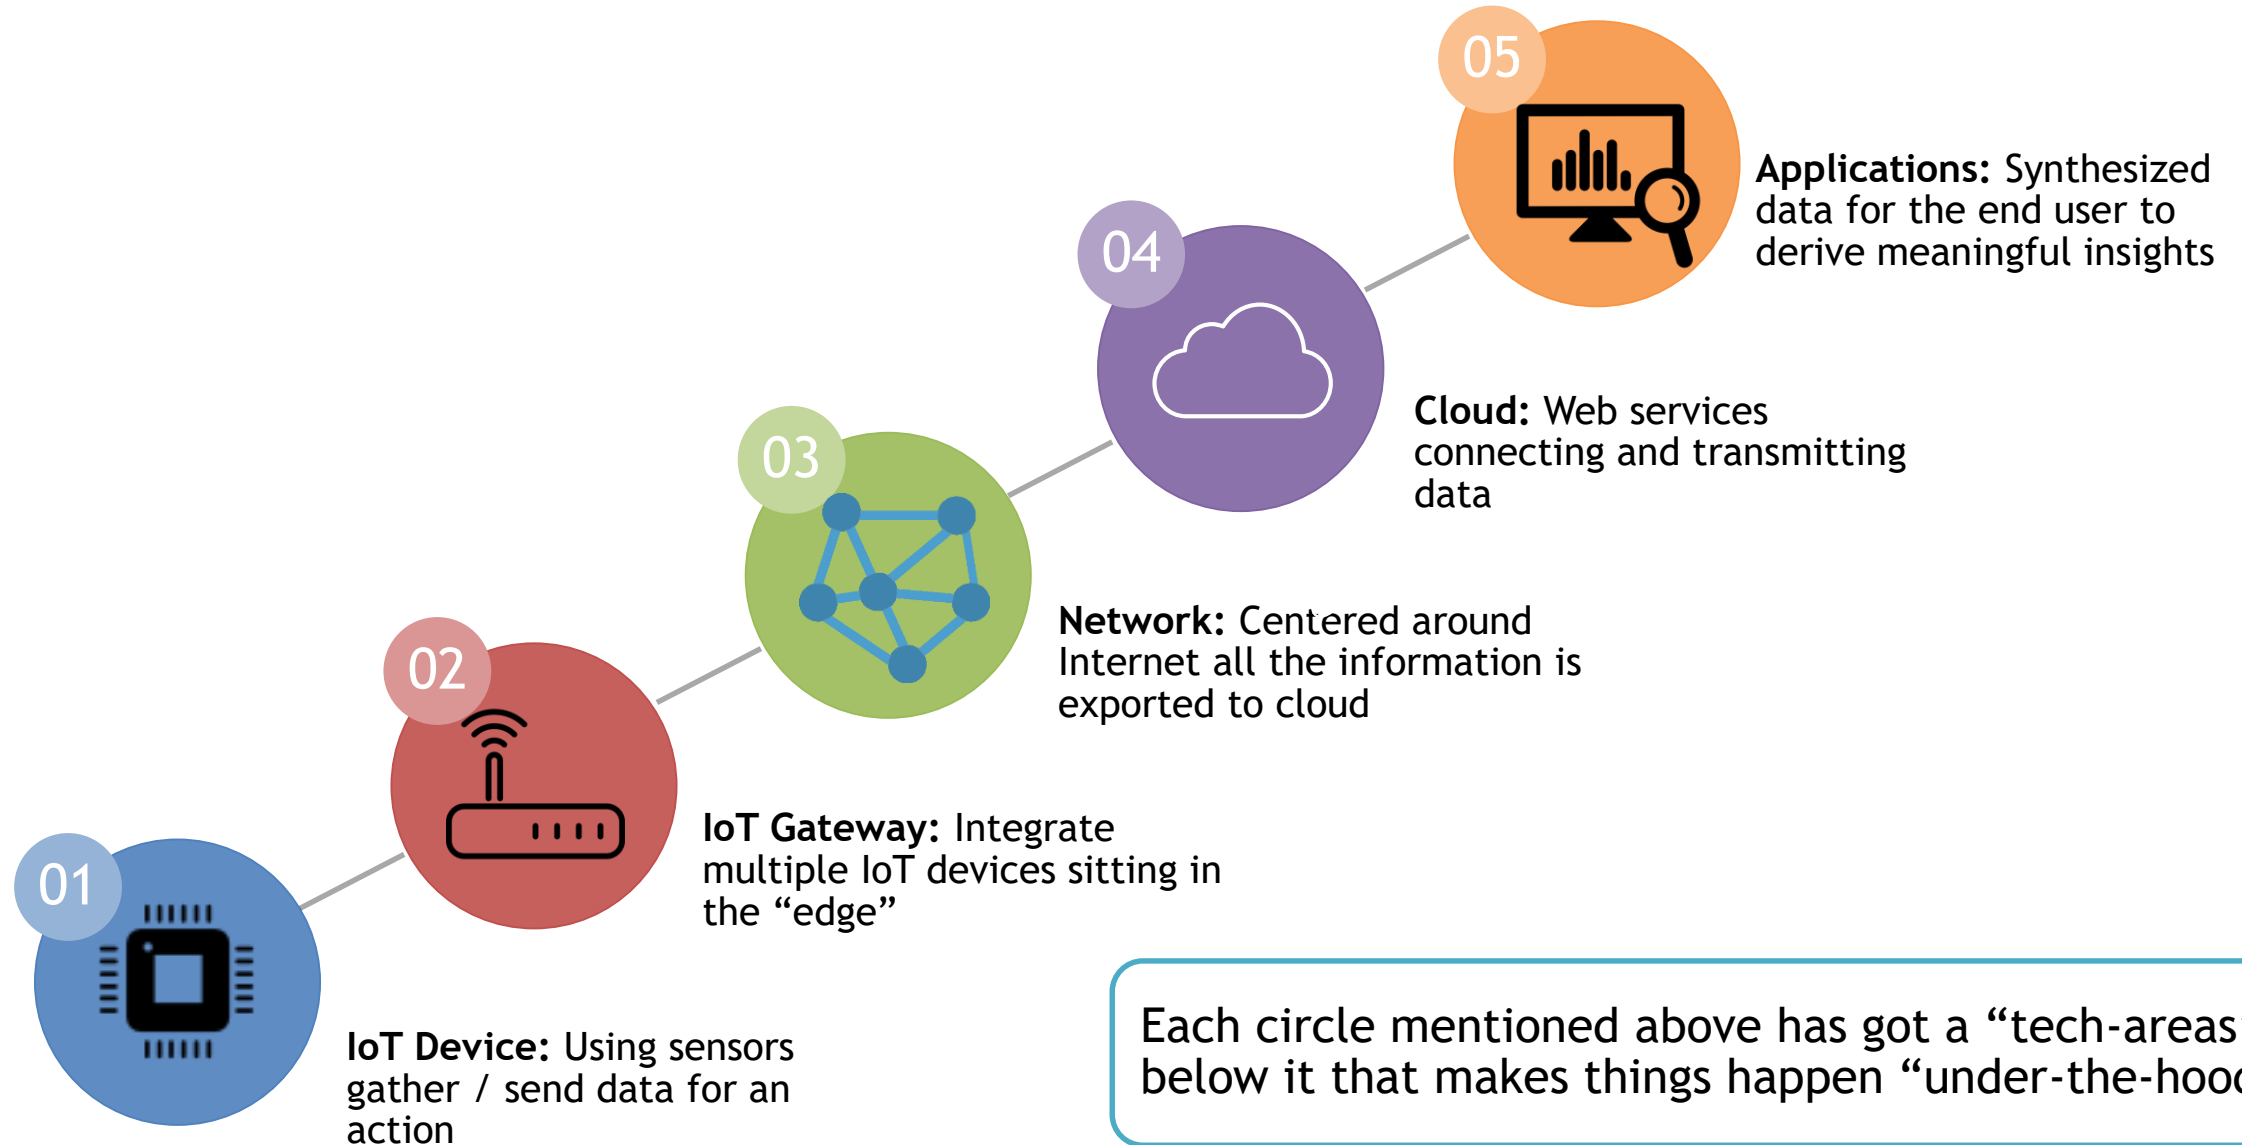 05
Applications: Synthesized
data for the end user to
derive meaningful insights
04
Cloud: Web services
connecting and transmitting
data
03
Network: Centered around
Internet all the information is
exported to cloud
02
IoT Gateway: Integrate
multiple IoT devices sitting in
the “edge”
01
IoT Device: Using sensors
gather / send data for an
action
Each circle mentioned above has got a “tech-areas
below it that makes things happen “under-the-hood